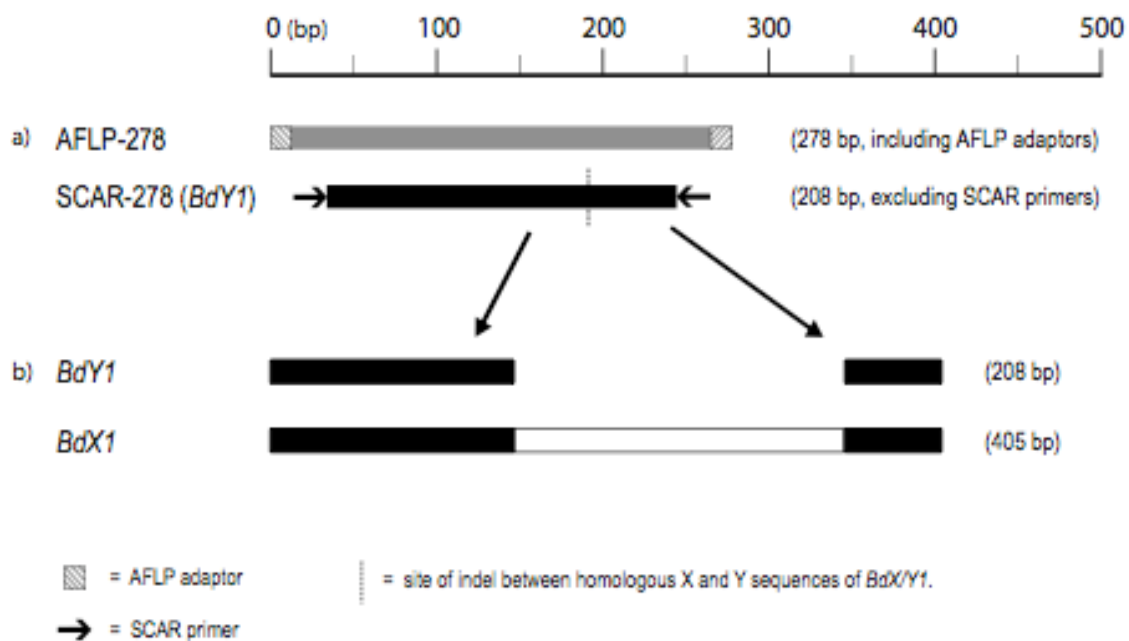 0 (bp) 100 200 300 400 500
a) AFLP-278 (278 bp, including AFLP adaptors)
SCAR-278 (BdY1) (208 bp, excluding SCAR primers)
b) BdY1 (208 bp)
BdX1 (405 bp)
= AFLP adaptor = site of indel between homologous X and Y sequences of BdX/Y1.
= SCAR primer